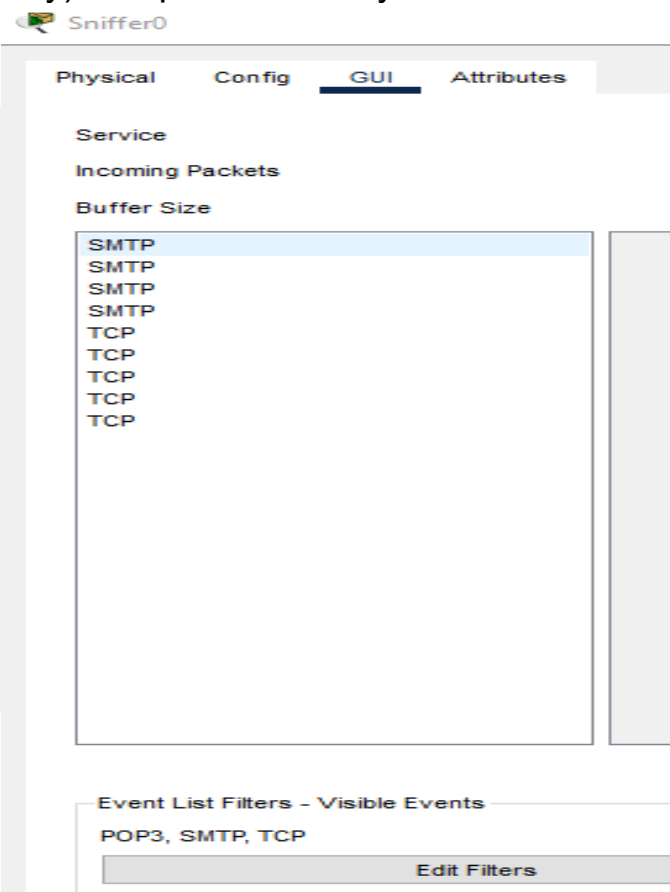 Sniffer0
Physical Config GUI Attributes
Service
Incoming Packets
Buffer Size
SMTP
SMTP
SMTP
SMTP
TCP
TCP
TCP
TCP
TCP
Event List Filters - Visible Events
POP3, SMTP, TCP
Edit Filters